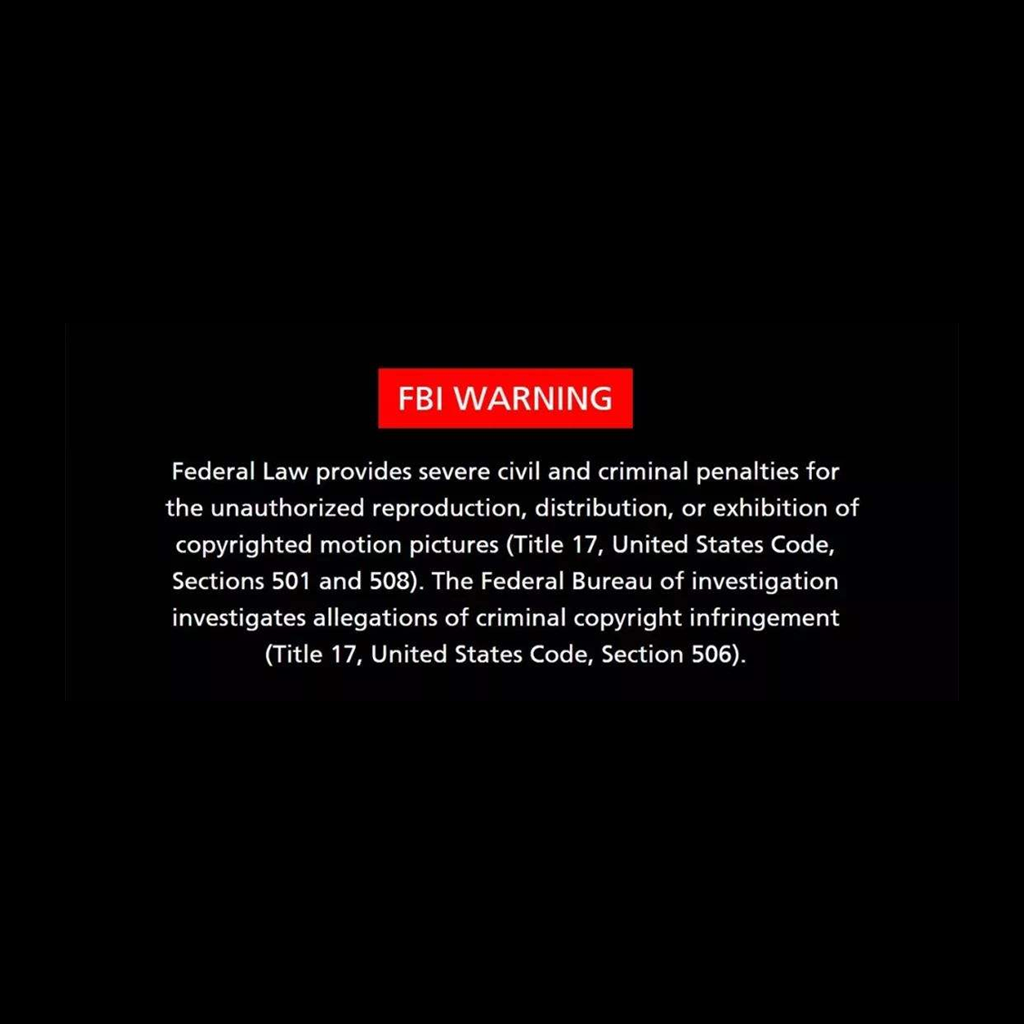 FBI WARNING
Federal Law provides severe civil and criminal penalties for
the unauthorized reproduction, distribution, or exhibition of
copyrighted motion pictures (Title 17, United States Code,
Sections 501 and 508). The Federal Bureau of investigation
investigates allegations of criminal copyright infringement
(Title 17, United States Code, Section 506).